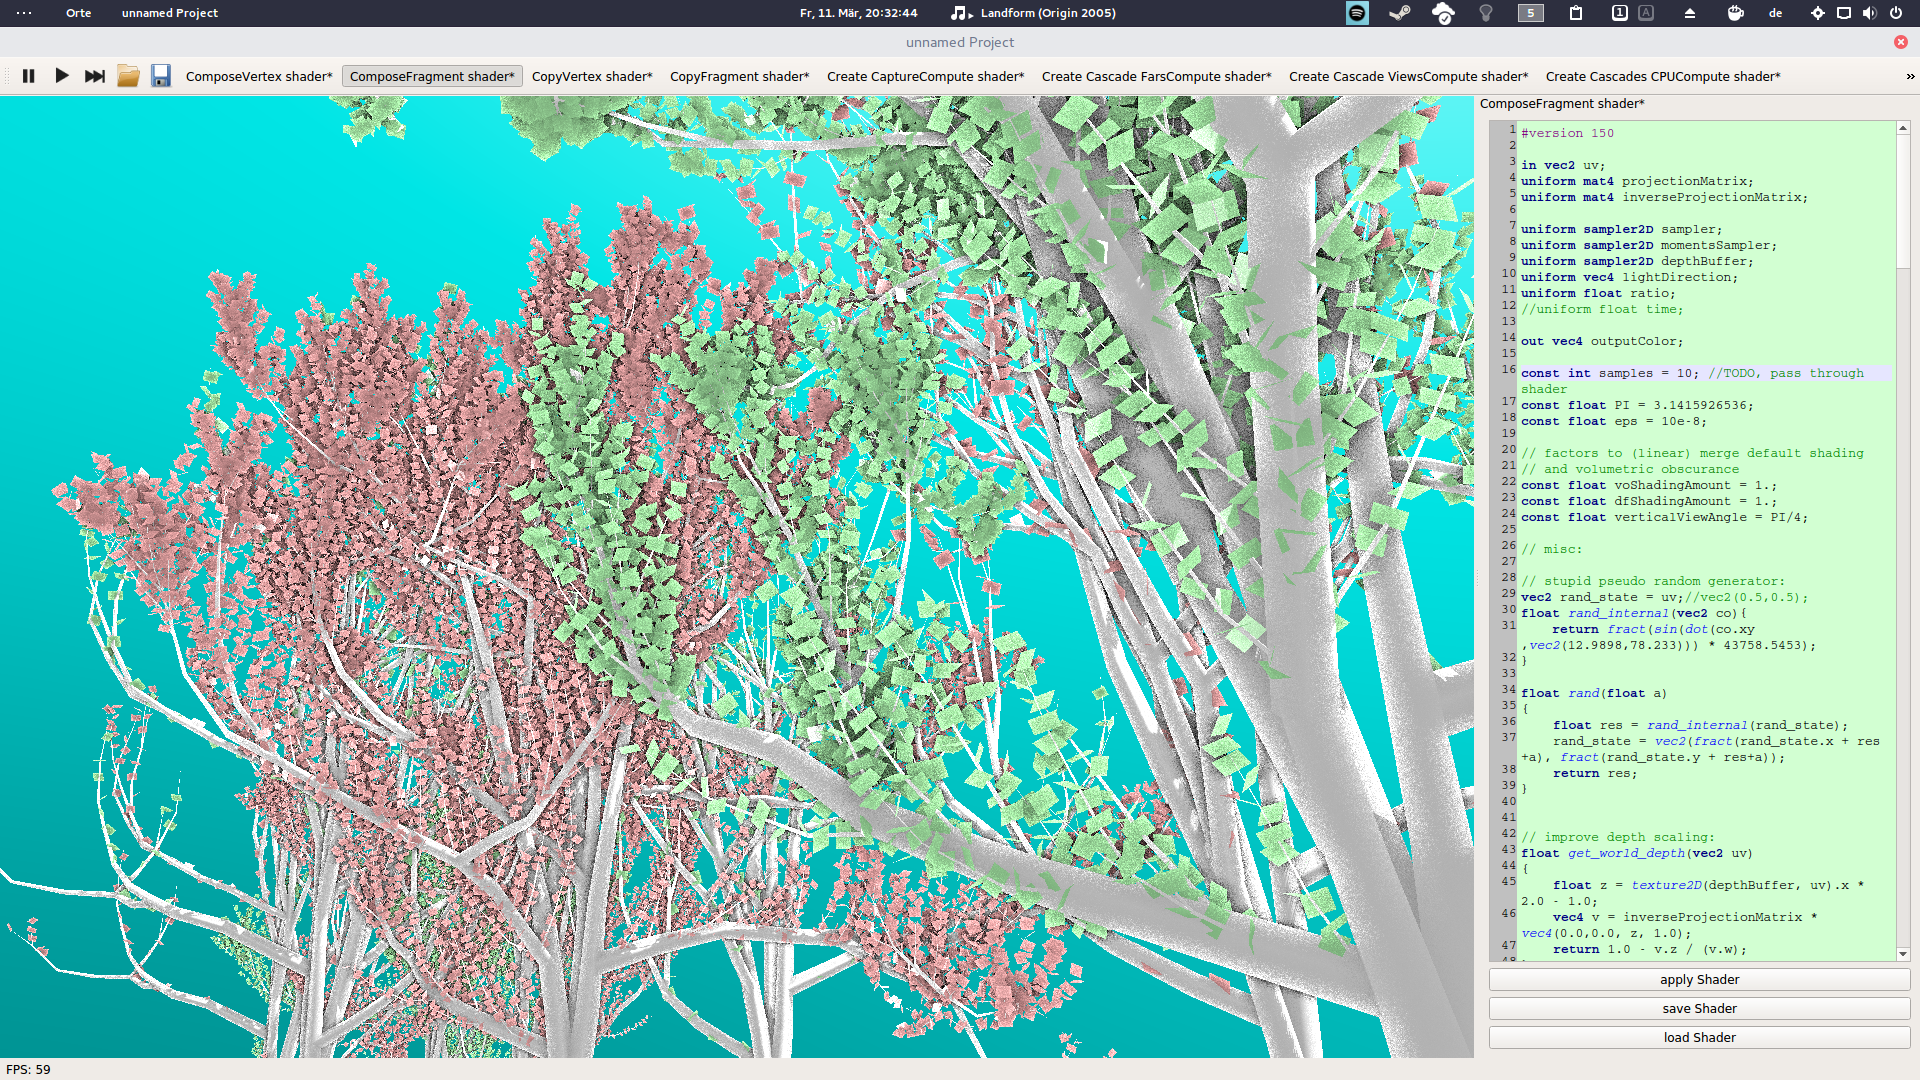 ··· Orte unnamed Project Fr, 11. Mär, 20:32:44 Landform (Origin 2005) 5 1 A de
unnamed Project
ComposeVertex shader* ComposeFragment shader* CopyVertex shader* CopyFragment shader* Create CaptureCompute shader* Create Cascade FarsCompute shader* Create Cascade ViewsCompute shader* Create Cascades CPUCompute shader* »
ComposeFragment shader*
1 #version 150
2
3 in vec2 uv;
4 uniform mat4 projectionMatrix;
5 uniform mat4 inverseProjectionMatrix;
6
7 uniform sampler2D sampler;
8 uniform sampler2D momentsSampler;
9 uniform sampler2D depthBuffer;
10 uniform vec4 lightDirection;
11 uniform float ratio;
12 //uniform float time;
13
14 out vec4 outputColor;
15
16 const int samples = 10; //TODO, pass through
shader
17 const float PI = 3.1415926536;
18 const float eps = 10e-8;
19
20 // factors to (linear) merge default shading
21 // and volumetric obscurance
22 const float voShadingAmount = 1.;
23 const float dfShadingAmount = 1.;
24 const float verticalViewAngle = PI/4;
25
26 // misc:
27
28 // stupid pseudo random generator:
29 vec2 rand_state = uv;//vec2(0.5,0.5);
30 float rand_internal(vec2 co){
31     return fract(sin(dot(co.xy
,vec2(12.9898,78.233))) * 43758.5453);
32 }
33
34 float rand(float a)
35 {
36     float res = rand_internal(rand_state);
37     rand_state = vec2(fract(rand_state.x + res
+a), fract(rand_state.y + res+a));
38     return res;
39 }
40
41
42 // improve depth scaling:
43 float get_world_depth(vec2 uv)
44 {
45     float z = texture2D(depthBuffer, uv).x *
2.0 - 1.0;
46     vec4 v = inverseProjectionMatrix *
vec4(0.0,0.0, z, 1.0);
47     return 1.0 - v.z / (v.w);
48
apply Shader
save Shader
load Shader
FPS: 59